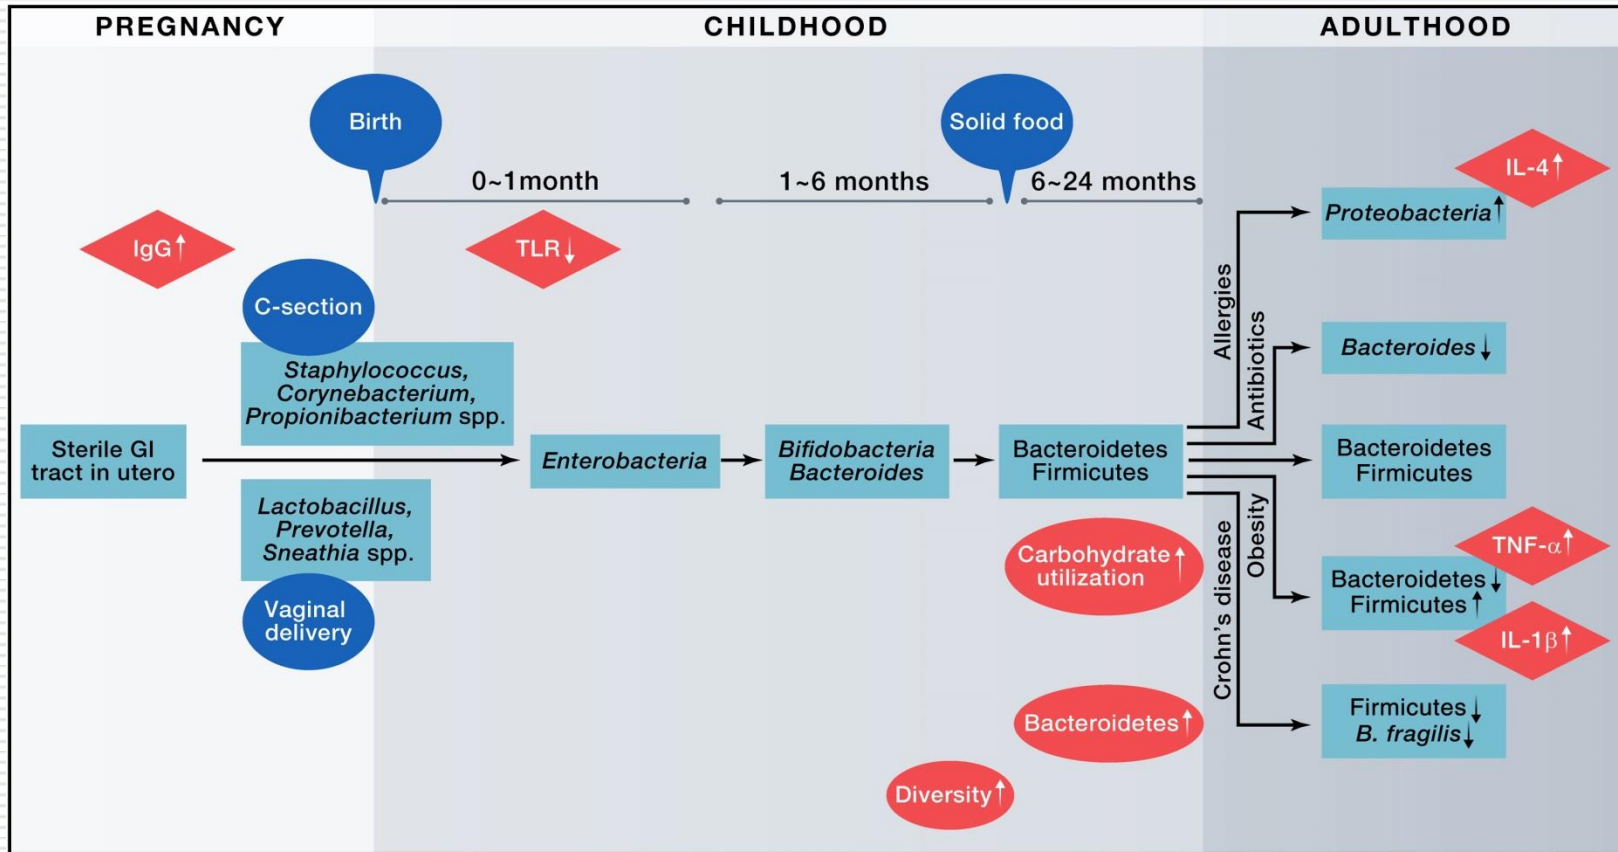 PREGNANCY
CHILDHOOD
ADULTHOOD
Birth
Solid food
0~1month
1~6 months
6~24 months
IL-4↑
Proteobacteria↑
IgG↑
TLR↓
C-section
Allergies
Antibiotics
Bacteroides↓
Staphylococcus,
Corynebacterium,
Propionibacterium spp.
Sterile GI
tract in utero
Enterobacteria
Bifidobacteria
Bacteroides
Bacteroidetes
Firmicutes
Bacteroidetes
Firmicutes
Lactobacillus,
Prevotella,
Sneathia spp.
Vaginal
delivery
Carbohydrate↑
utilization
Crohn's disease
Obesity
TNF-α↑
Bacteroidetes↓
Firmicutes↑
IL-1β↑
Bacteroidetes↑
Firmicutes↓
B. fragilis↓
Diversity↑